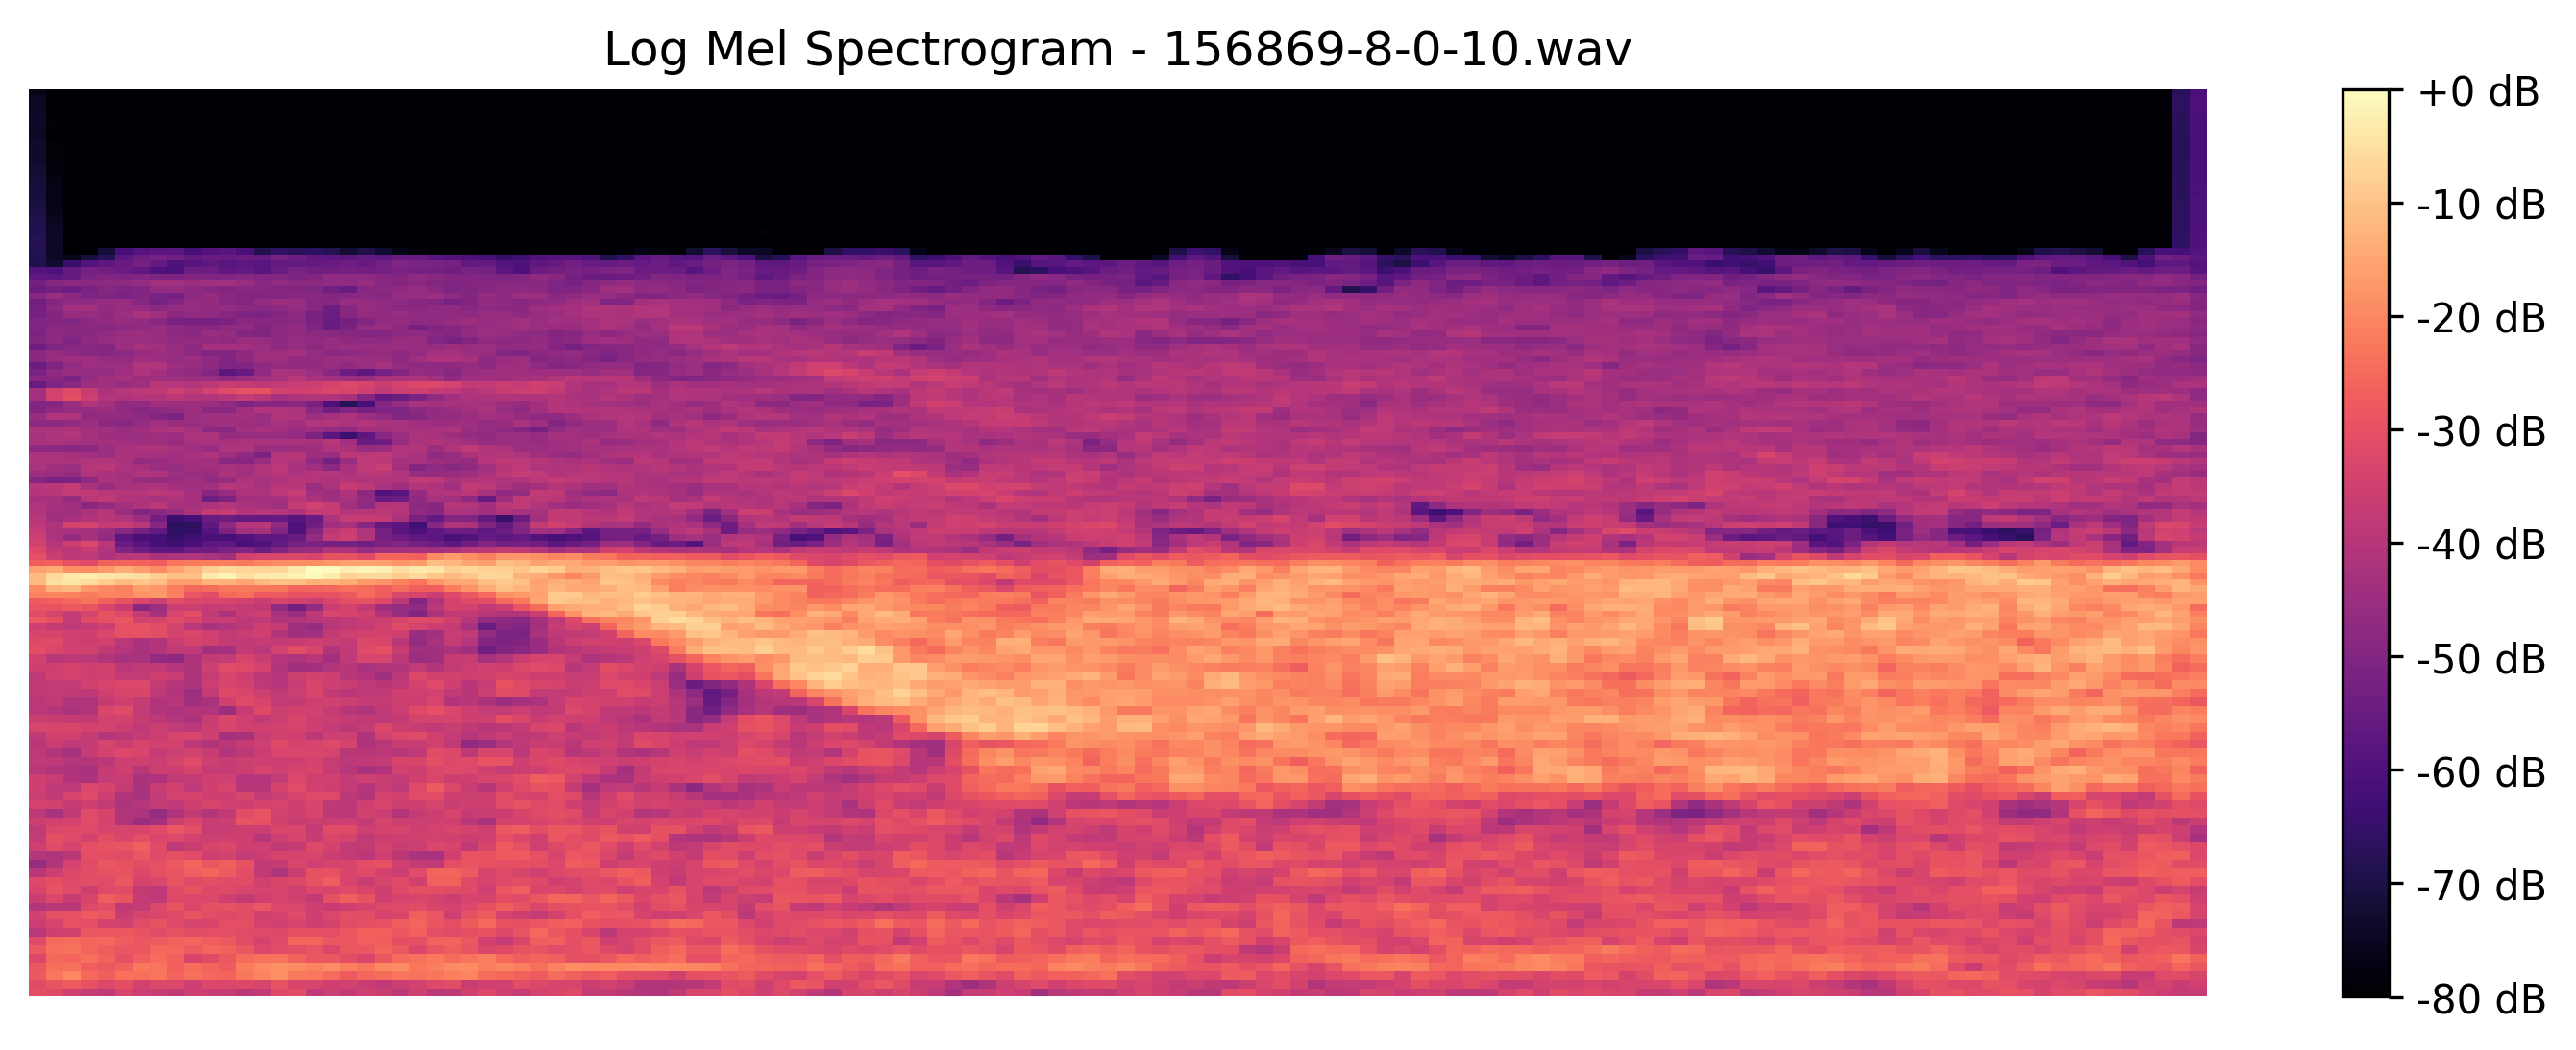 Log Mel Spectrogram - 156869-8-0-10.wav
+0 dB
-10 dB
-20 dB
-30 dB
-40 dB
-50 dB
-60 dB
-70 dB
-80 dB